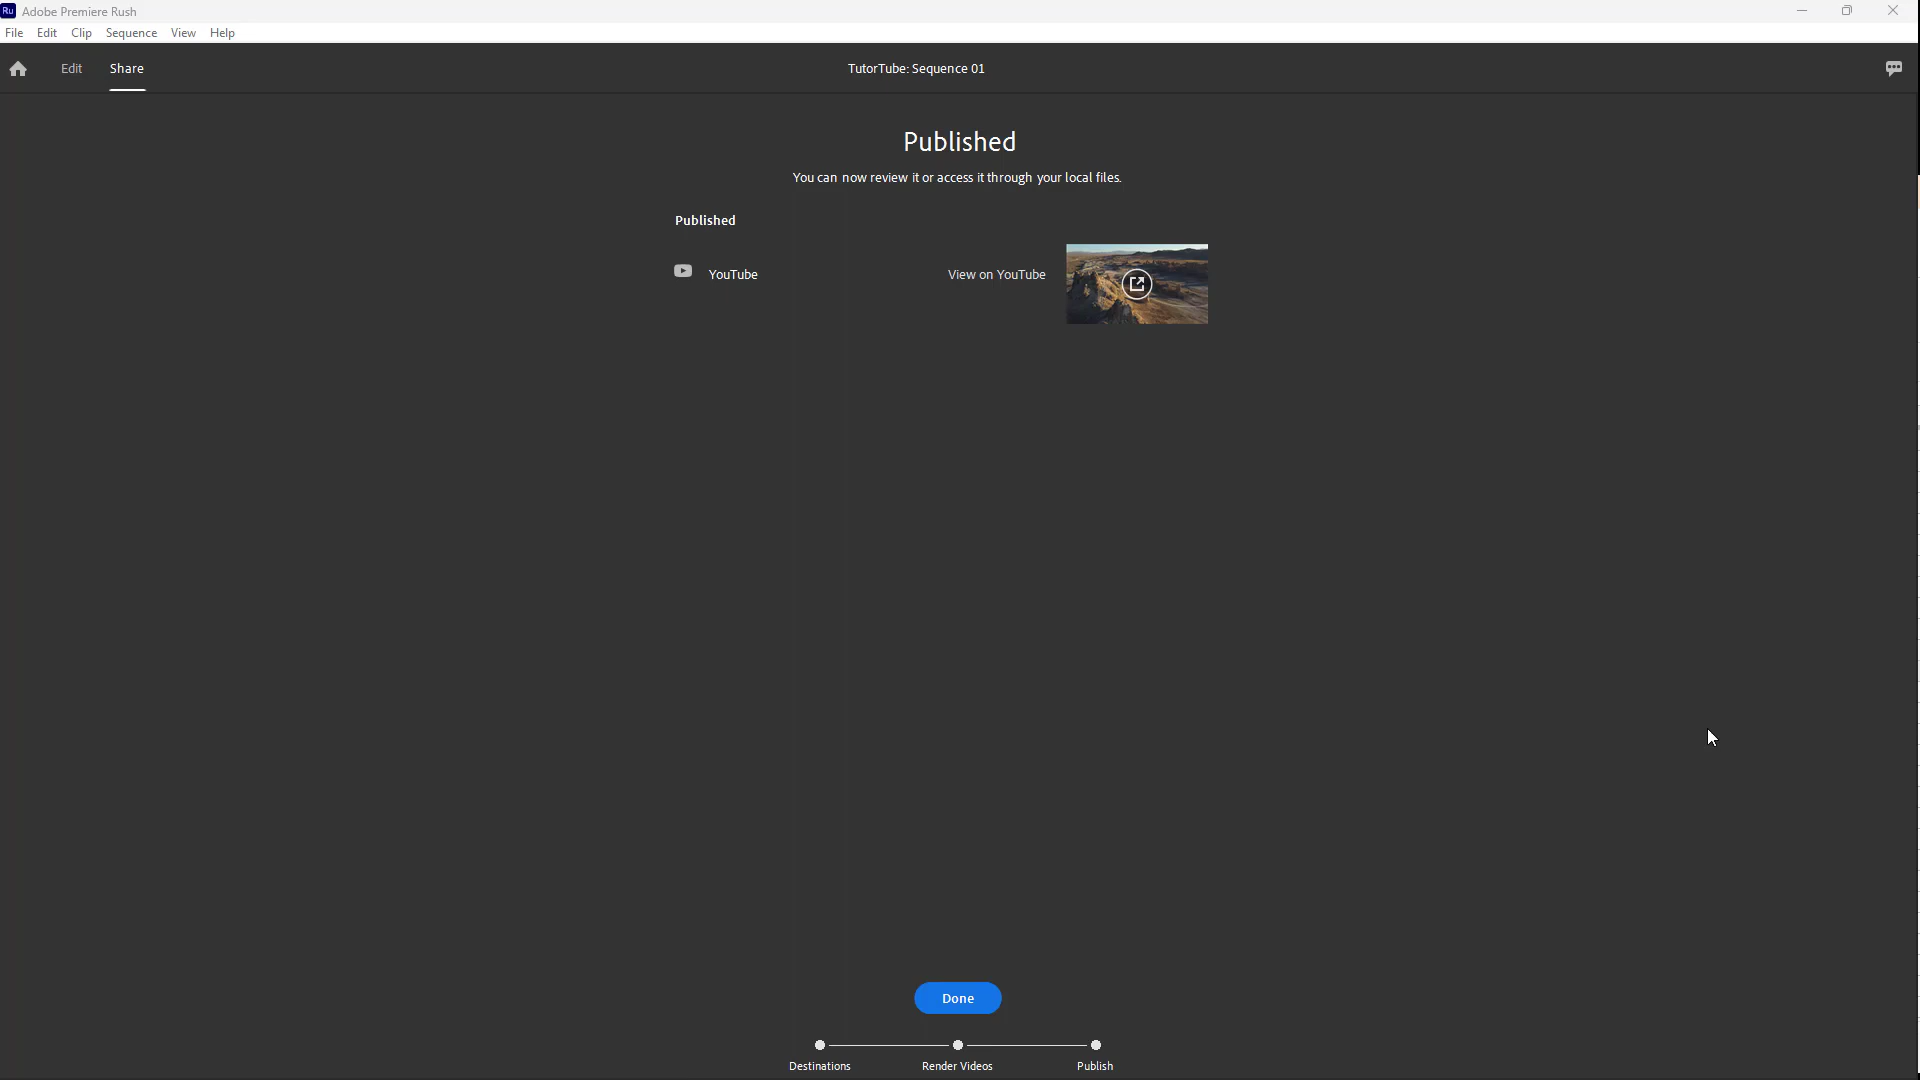 Ru Adobe Premiere Rush
File Edit Clip Sequence View Help
Edit Share TutorTube: Sequence 01
Published
You can now review it or access it through your local files.
Published
YouTube View on YouTube
Done
Destinations Render Videos Publish